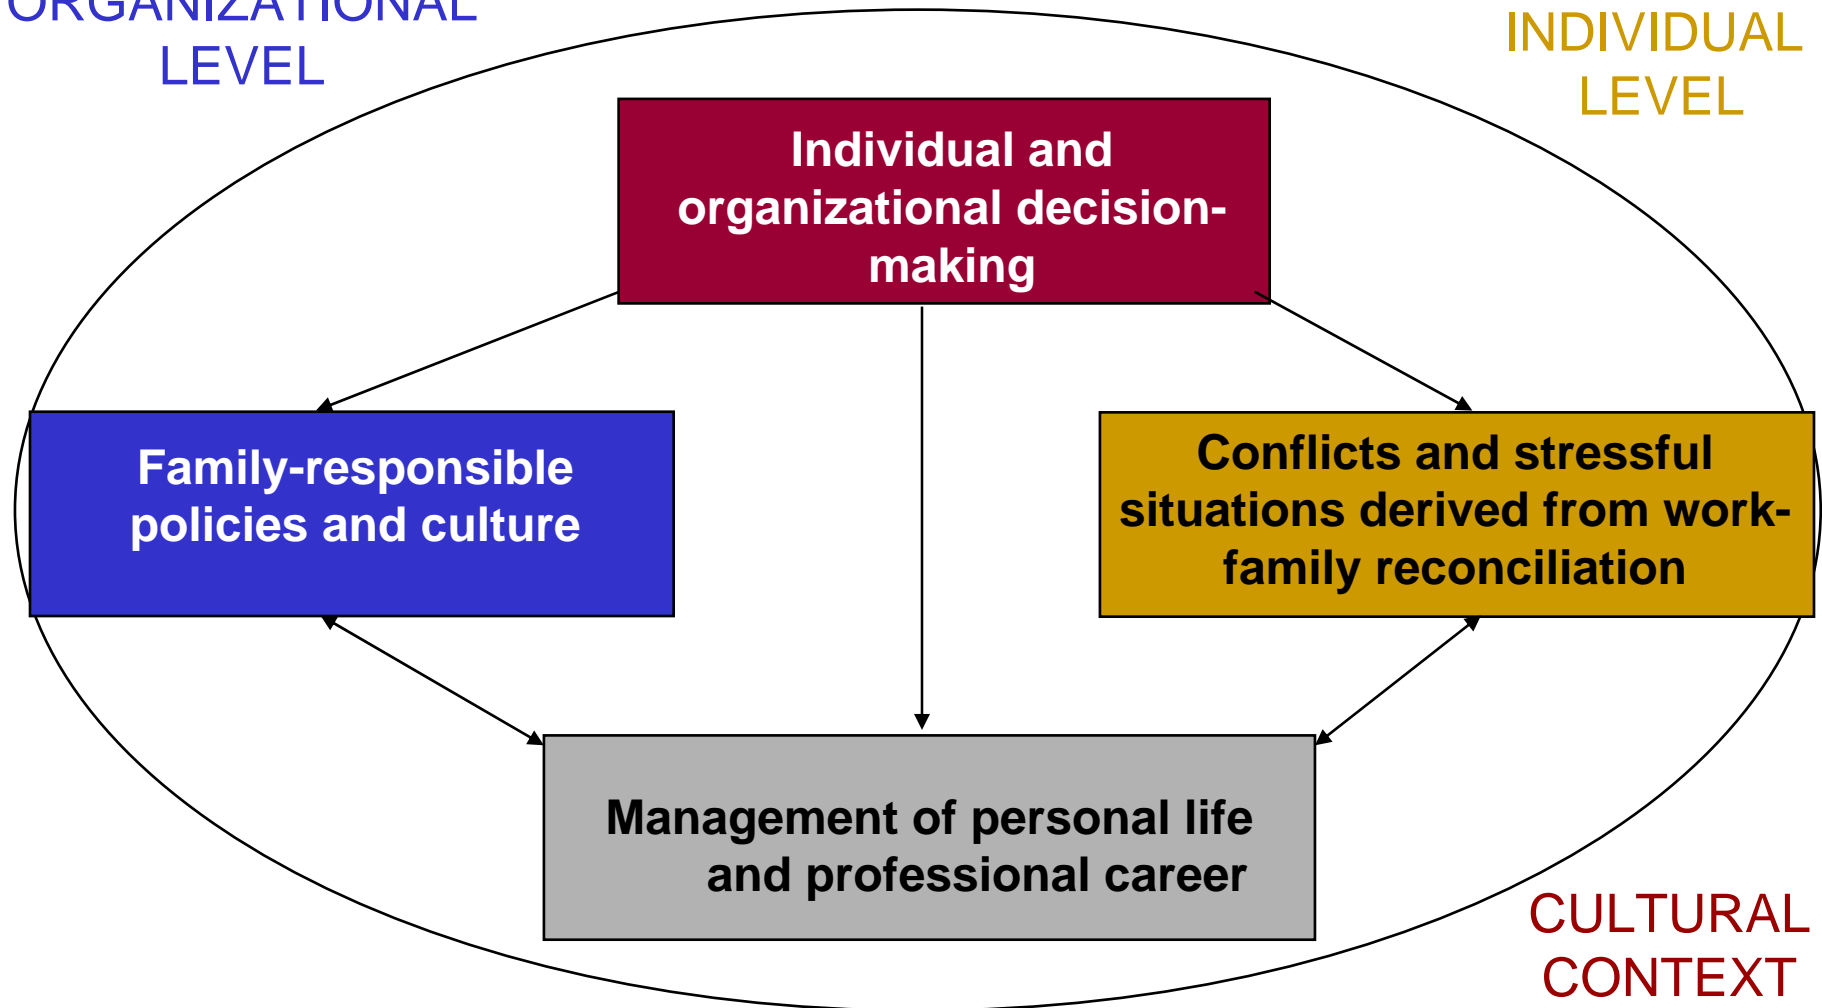 ORGANIZATIONAL
LEVEL
INDIVIDUAL
LEVEL
Individual and
organizational decision-
making
Family-responsible
policies and culture
Conflicts and stressful
situations derived from work-
family reconciliation
Management of personal life
and professional career
CULTURAL
CONTEXT